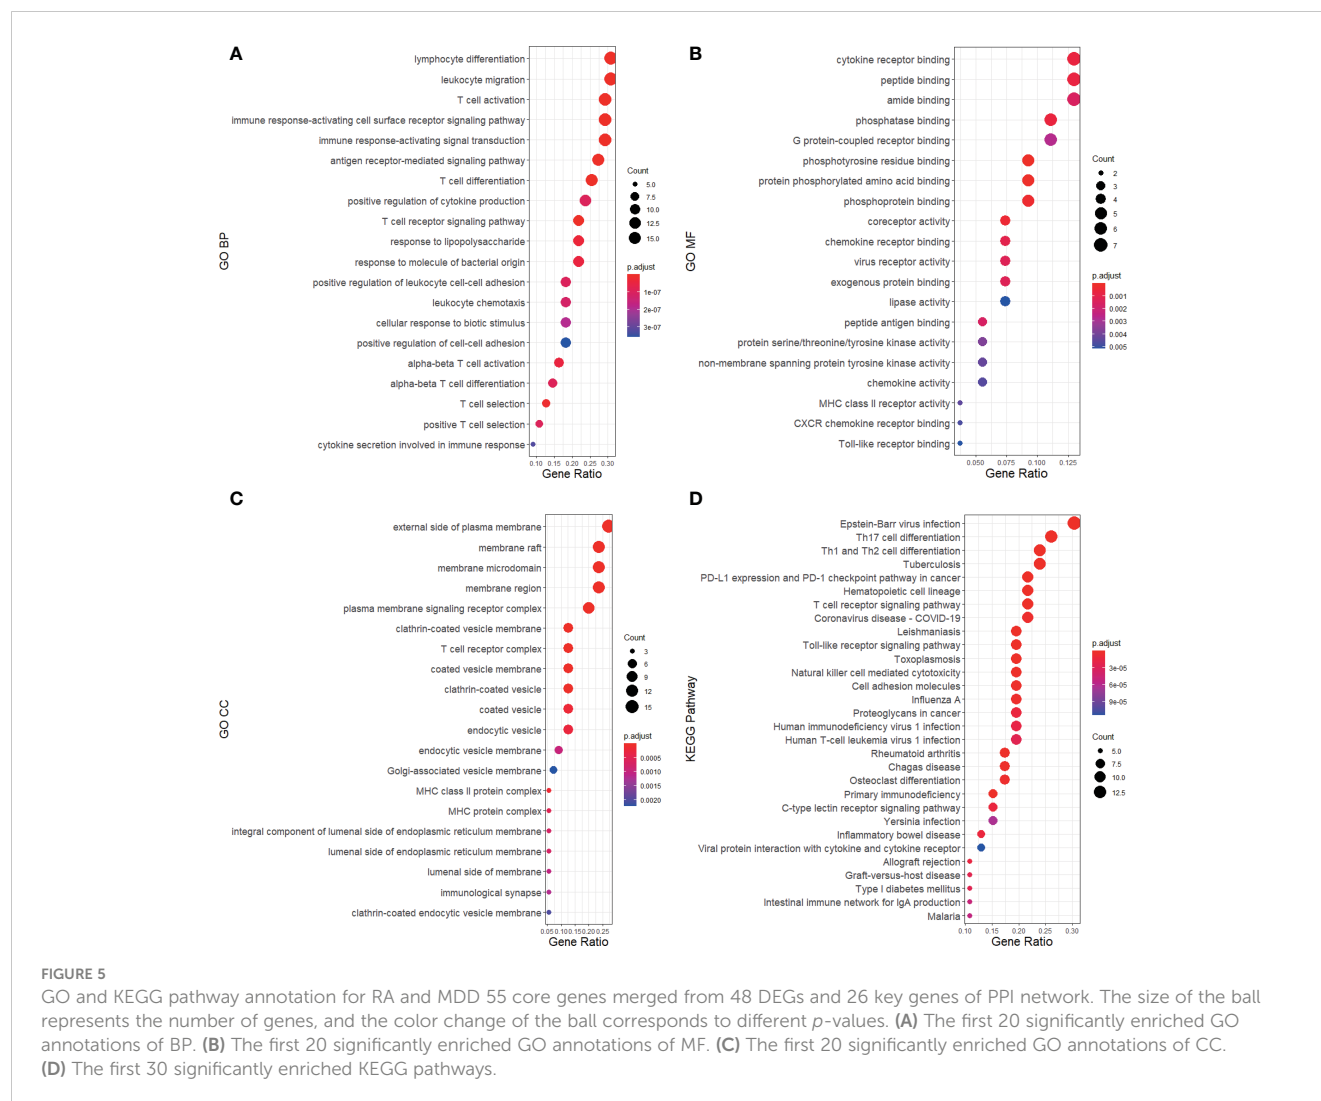 A
lymphocyte differentiation
leukocyte migration
T cell activation
immune response-activating cell surface receptor signaling pathway
immune response-activating signal transduction
antigen receptor-mediated signaling pathway
T cell differentiation
positive regulation of cytokine production
T cell receptor signaling pathway
response to lipopolysaccharide
response to molecule of bacterial origin
positive regulation of leukocyte cell-cell adhesion
leukocyte chemotaxis
cellular response to biotic stimulus
positive regulation of cell-cell adhesion
alpha-beta T cell activation
alpha-beta T cell differentiation
T cell selection
positive T cell selection
cytokine secretion involved in immune response
GO BP
0.10 0.15 0.20 0.25 0.30
Gene Ratio
Count
5.0
7.5
10.0
12.5
15.0
p.adjust
1e-07
2e-07
3e-07
B
cytokine receptor binding
peptide binding
amide binding
phosphatase binding
G protein-coupled receptor binding
phosphotyrosine residue binding
protein phosphorylated amino acid binding
phosphoprotein binding
coreceptor activity
chemokine receptor binding
virus receptor activity
exogenous protein binding
lipase activity
peptide antigen binding
protein serine/threonine/tyrosine kinase activity
non-membrane spanning protein tyrosine kinase activity
chemokine activity
MHC class II receptor activity
CXCR chemokine receptor binding
Toll-like receptor binding
GO MF
0.050 0.075 0.100 0.125
Gene Ratio
Count
2
3
4
5
6
7
p.adjust
0.001
0.002
0.003
0.004
0.005
C
external side of plasma membrane
membrane raft
membrane microdomain
membrane region
plasma membrane signaling receptor complex
clathrin-coated vesicle membrane
T cell receptor complex
coated vesicle membrane
clathrin-coated vesicle
coated vesicle
endocytic vesicle
endocytic vesicle membrane
Golgi-associated vesicle membrane
MHC class II protein complex
MHC protein complex
integral component of lumenal side of endoplasmic reticulum membrane
lumenal side of endoplasmic reticulum membrane
lumenal side of membrane
immunological synapse
clathrin-coated endocytic vesicle membrane
GO CC
0.05 0.10 0.15 0.20 0.25
Gene Ratio
Count
3
6
9
12
15
p.adjust
0.0005
0.0010
0.0015
0.0020
D
Epstein-Barr virus infection
Th17 cell differentiation
Th1 and Th2 cell differentiation
Tuberculosis
PD-L1 expression and PD-1 checkpoint pathway in cancer
Hematopoietic cell lineage
T cell receptor signaling pathway
Coronavirus disease - COVID-19
Leishmaniasis
Toll-like receptor signaling pathway
Toxoplasmosis
Natural killer cell mediated cytotoxicity
Cell adhesion molecules
Influenza A
Proteoglycans in cancer
Human immunodeficiency virus 1 infection
Human T-cell leukemia virus 1 infection
Rheumatoid arthritis
Chagas disease
Osteoclast differentiation
Primary immunodeficiency
C-type lectin receptor signaling pathway
Yersinia infection
Inflammatory bowel disease
Viral protein interaction with cytokine and cytokine receptor
Allograft rejection
Graft-versus-host disease
Type I diabetes mellitus
Intestinal immune network for IgA production
Malaria
KEGG Pathway
0.10 0.15 0.20 0.25 0.30
Gene Ratio
p.adjust
3e-05
6e-05
9e-05
Count
5.0
7.5
10.0
12.5
FIGURE 5
GO and KEGG pathway annotation for RA and MDD 55 core genes merged from 48 DEGs and 26 key genes of PPI network. The size of the ball
represents the number of genes, and the color change of the ball corresponds to different p-values. (A) The first 20 significantly enriched GO
annotations of BP. (B) The first 20 significantly enriched GO annotations of MF. (C) The first 20 significantly enriched GO annotations of CC.
(D) The first 30 significantly enriched KEGG pathways.